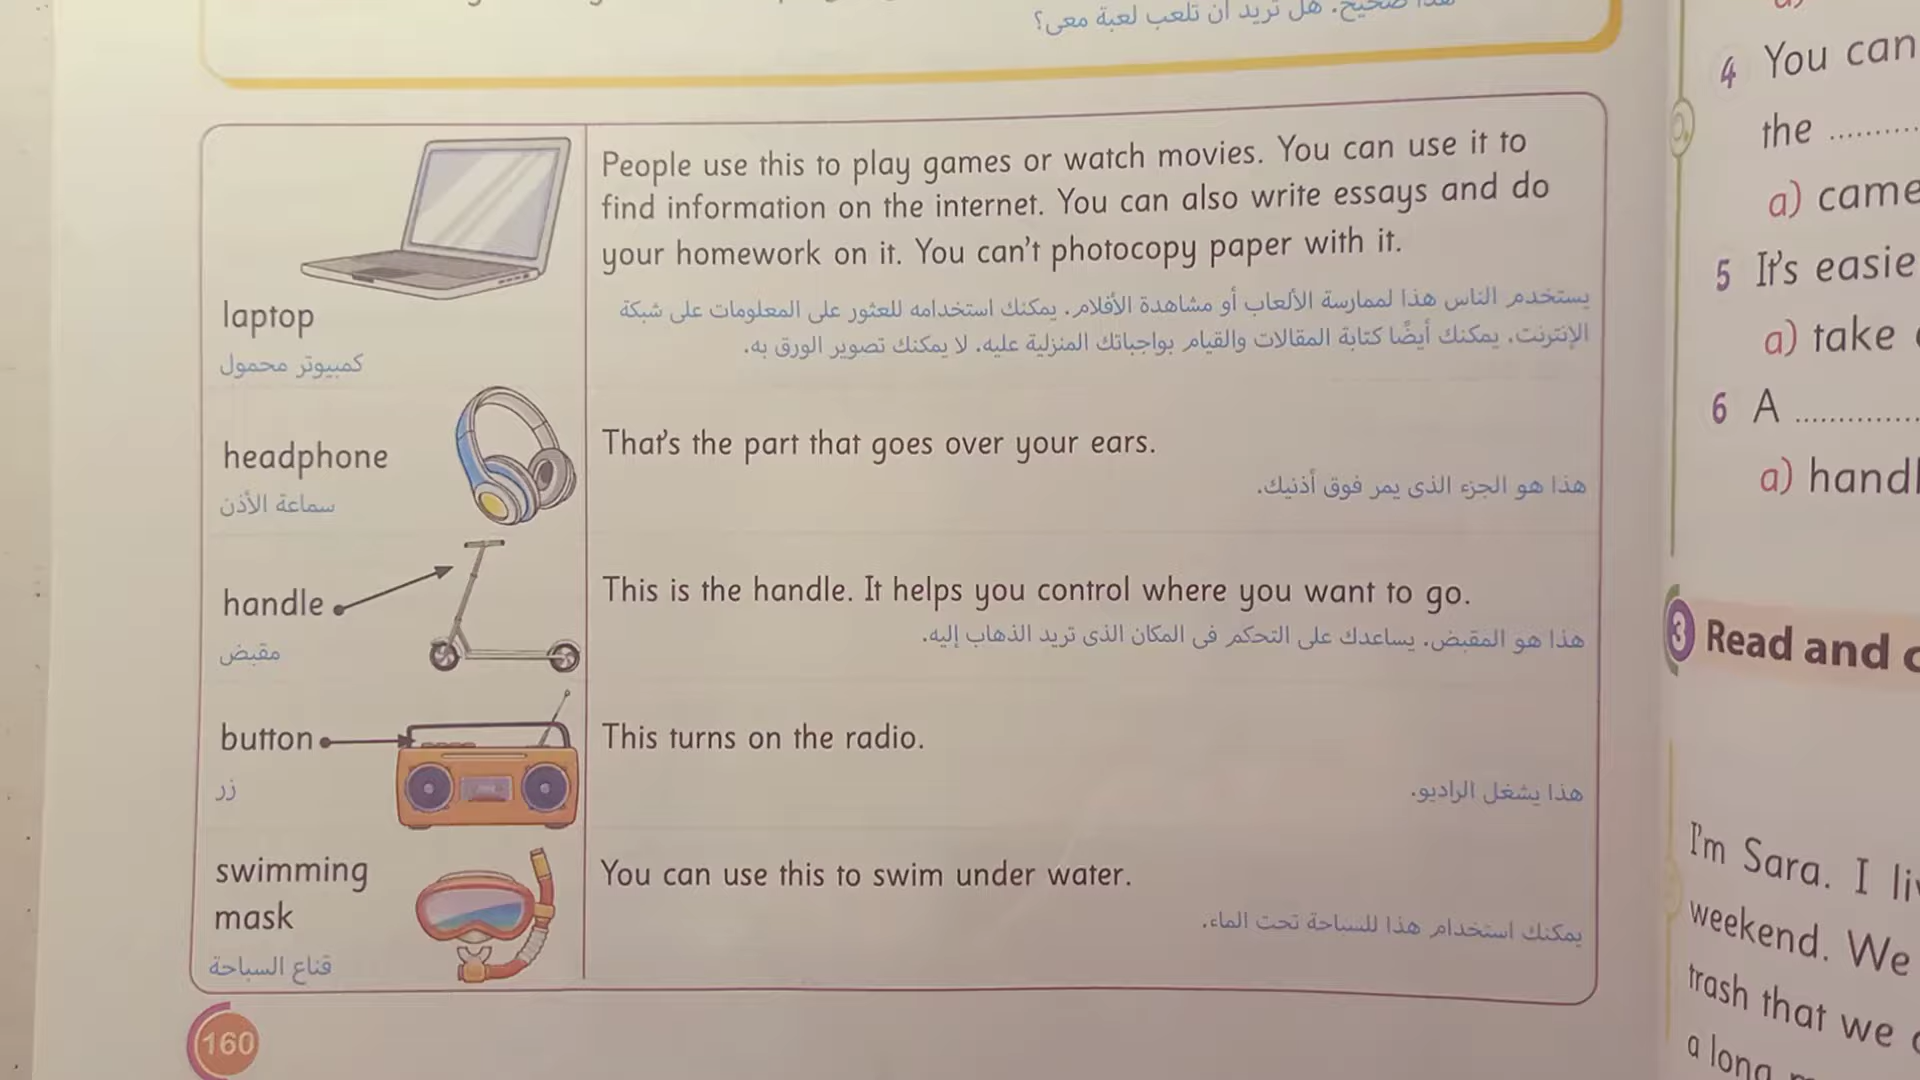 هل تريد أن تلعب لعبة معى؟
laptop
كمبيوتر محمول
People use this to play games or watch movies. You can use it to
find information on the internet. You can also write essays and do
your homework on it. You can't photocopy paper with it.
يستخدم الناس هذا لممارسة الألعاب أو مشاهدة الأفلام. يمكنك استخدامه للعثور على المعلومات على شبكة
الإنترنت. يمكنك أيضًا كتابة المقالات والقيام بواجباتك المنزلية عليه. لا يمكنك تصوير الورق به.
headphone
سماعة الأذن
That's the part that goes over your ears.
هذا هو الجزء الذى يمر فوق أذنيك.
handle
مقبض
This is the handle. It helps you control where you want to go.
هذا هو المقبض. يساعدك على التحكم فى المكان الذى تريد الذهاب إليه.
button
زر
This turns on the radio.
هذا يشغل الراديو.
swimming
mask
قناع السباحة
You can use this to swim under water.
يمكنك استخدام هذا للسباحة تحت الماء.
160
4 You can
the ..........
a) came
5 It's easie
a) take
6 A ..............
a) handl
3 Read and
I'm Sara. I li
weekend. We
trash that we
a long